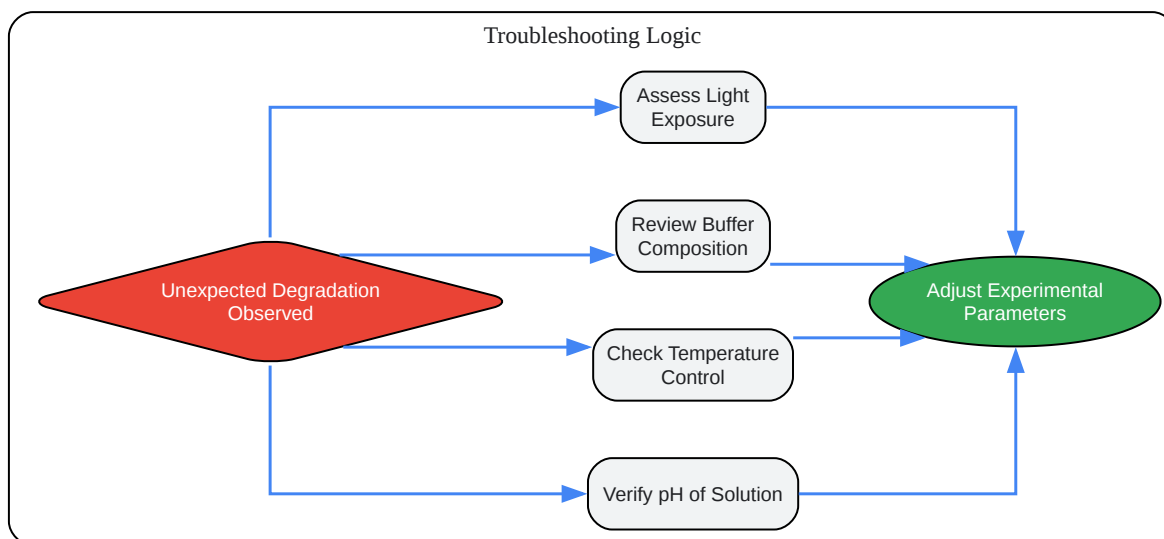 Troubleshooting Logic
Assess Light
Exposure
Review Buffer
Composition
Unexpected Degradation
Observed
Adjust Experimental
Parameters
Check Temperature
Control
Verify pH of Solution